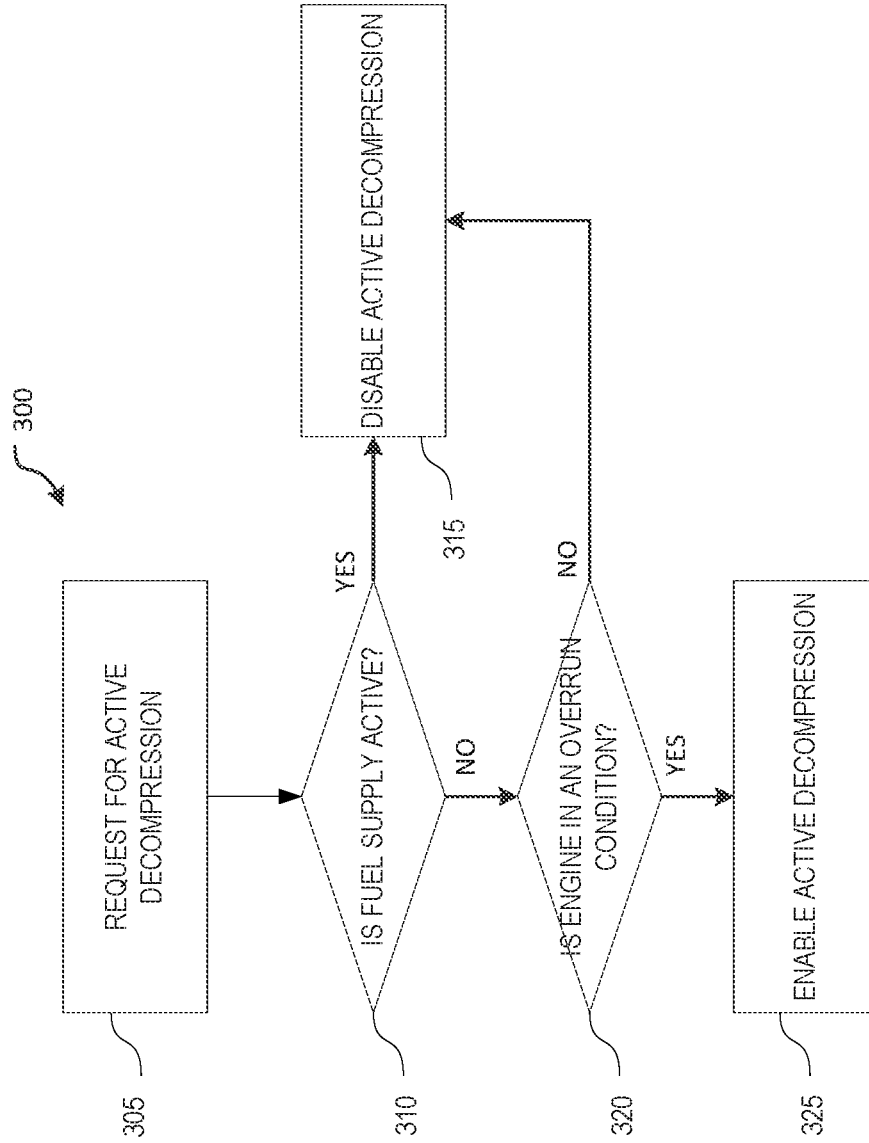 300
REQUEST FOR ACTIVE
DECOMPRESSION
305
IS FUEL SUPPLY ACTIVE?
310
YES
NO
DISABLE ACTIVE DECOMPRESSION
315
IS ENGINE IN AN OVERRUN
CONDITION?
320
NO
YES
ENABLE ACTIVE DECOMPRESSION
325